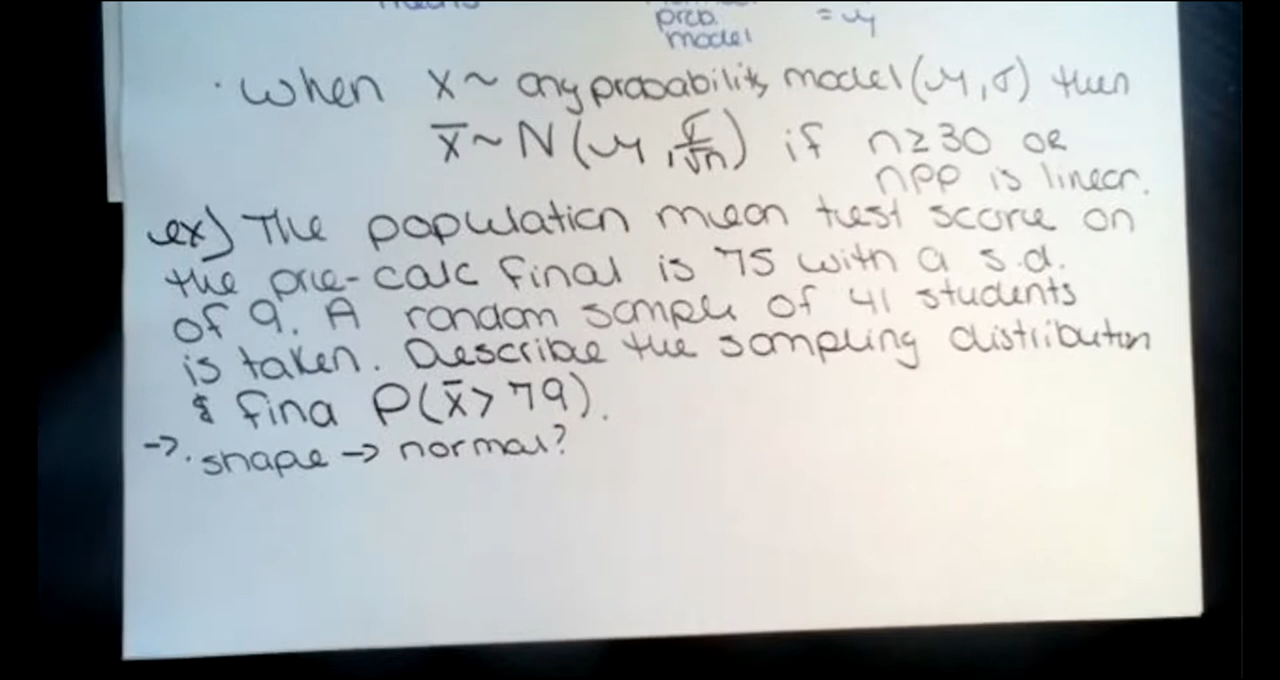 prob. = μ
model
· When X ~ any probability model (μ, σ) then
x̄ ~ N(μ, σ/√n) if n ≥ 30 or
npp is linear.
ex) The population mean test score on
the pre-calc final is 75 with a s.d.
of 9. A random sample of 41 students
is taken. Describe the sampling distribution
& find P(x̄ > 79).
→ · shape → normal?